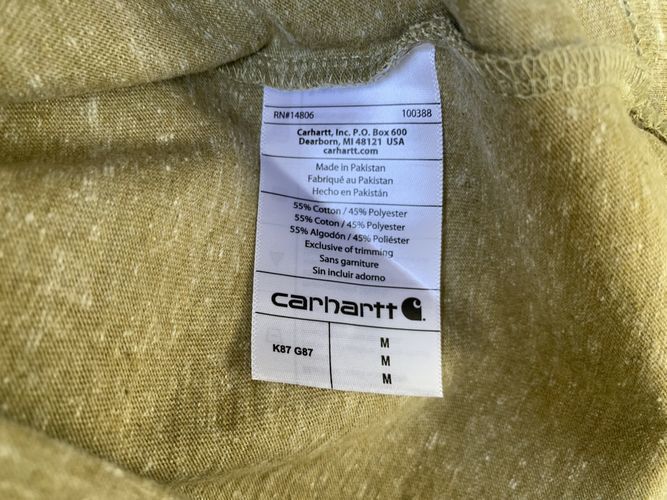 RN#14806 100388
Carhartt, Inc. P.O. Box 600
Dearborn, MI 48121 USA
carhartt.com
Made in Pakistan
Fabriqué au Pakistan
Hecho en Pakistán
55% Cotton / 45% Polyester
55% Coton / 45% Polyester
55% Algodón / 45% Poliéster
Exclusive of trimming
Sans garniture
Sin incluir adorno
carhartt
K87 G87
M
M
M